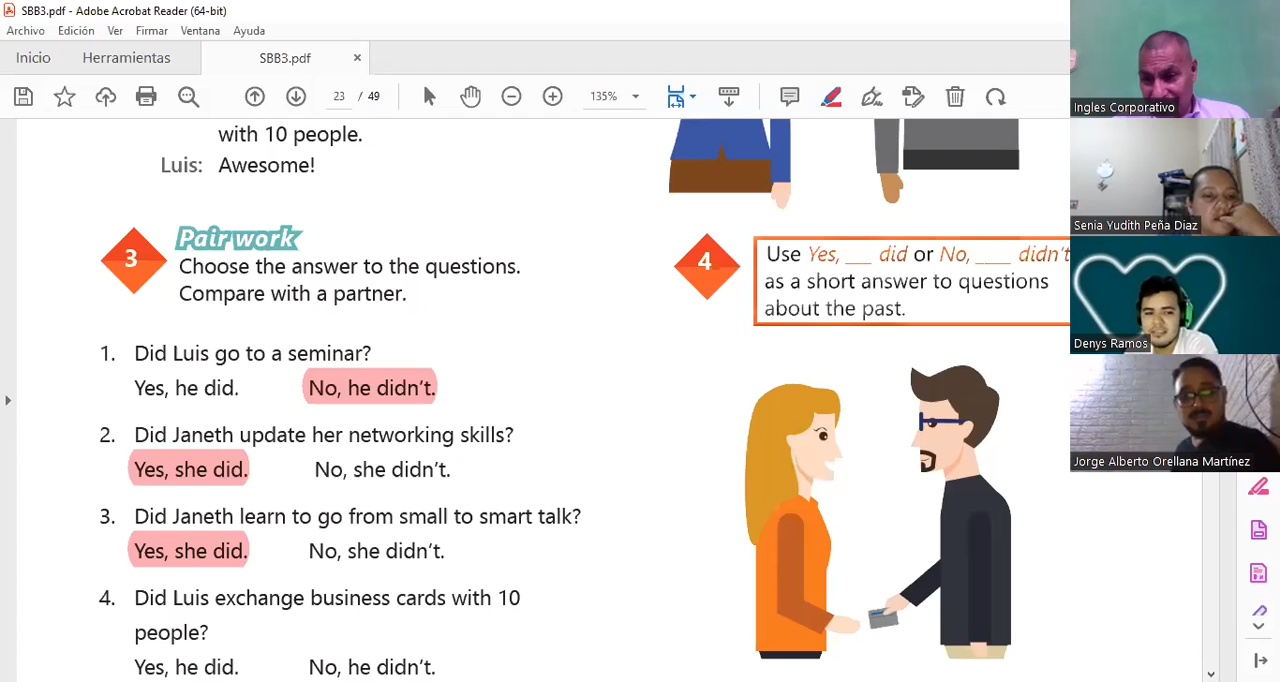 SBB3.pdf - Adobe Acrobat Reader (64-bit)
Archivo Edición Ver Firmar Ventana Ayuda
Inicio Herramientas SBB3.pdf ×
23 / 49 135%
with 10 people.
Luis: Awesome!
3 Pair work
Choose the answer to the questions.
Compare with a partner.
1. Did Luis go to a seminar?
Yes, he did. No, he didn't.
2. Did Janeth update her networking skills?
Yes, she did. No, she didn't.
3. Did Janeth learn to go from small to smart talk?
Yes, she did. No, she didn't.
4. Did Luis exchange business cards with 10
people?
Yes, he did. No, he didn't.
4 Use Yes, ___ did or No, ____ didn't
as a short answer to questions
about the past.
Ingles Corporativo
Senia Yudith Peña Diaz
Denys Ramos
Jorge Alberto Orellana Martínez